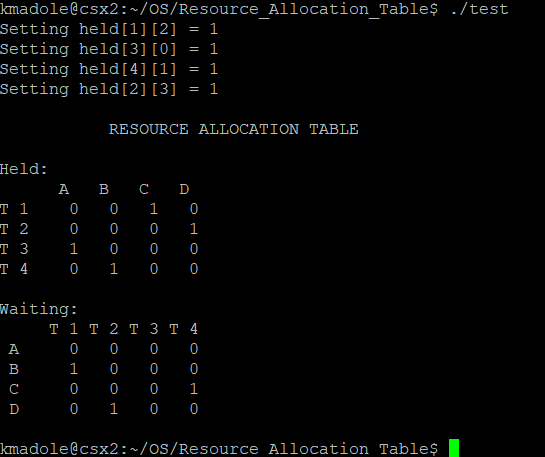 kmadole@csx2:~/OS/Resource_Allocation_Table$ ./test
Setting held[1][2] = 1
Setting held[3][0] = 1
Setting held[4][1] = 1
Setting held[2][3] = 1
RESOURCE ALLOCATION TABLE
Held:
A B C D
T 1 0 0 1 0
T 2 0 0 0 1
T 3 1 0 0 0
T 4 0 1 0 0
Waiting:
T 1 T 2 T 3 T 4
A 0 0 0 0
B 1 0 0 0
C 0 0 0 1
D 0 1 0 0
kmadole@csx2:~/OS/Resource_Allocation_Table$